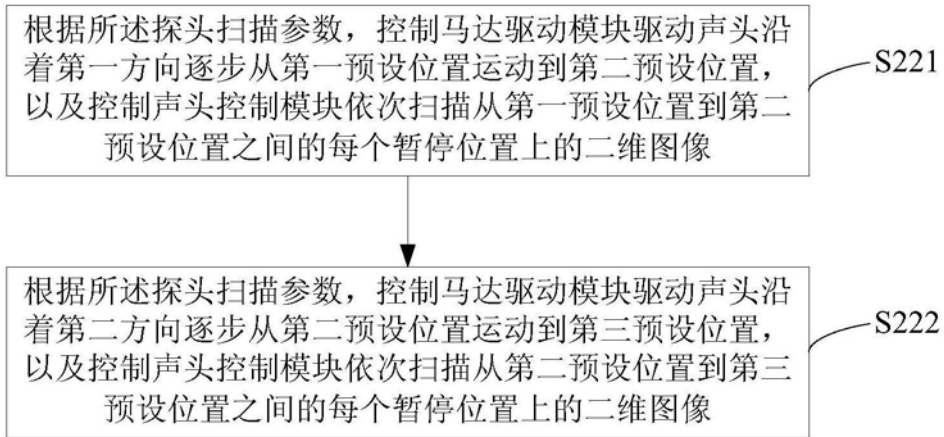 根据所述探头扫描参数，控制马达驱动模块驱动声头沿
着第一方向逐步从第一预设位置运动到第二预设位置，
以及控制声头控制模块依次扫描从第一预设位置到第二
预设位置之间的每个暂停位置上的二维图像
S221
根据所述探头扫描参数，控制马达驱动模块驱动声头沿
着第二方向逐步从第二预设位置运动到第三预设位置，
以及控制声头控制模块依次扫描从第二预设位置到第三
预设位置之间的每个暂停位置上的二维图像
S222